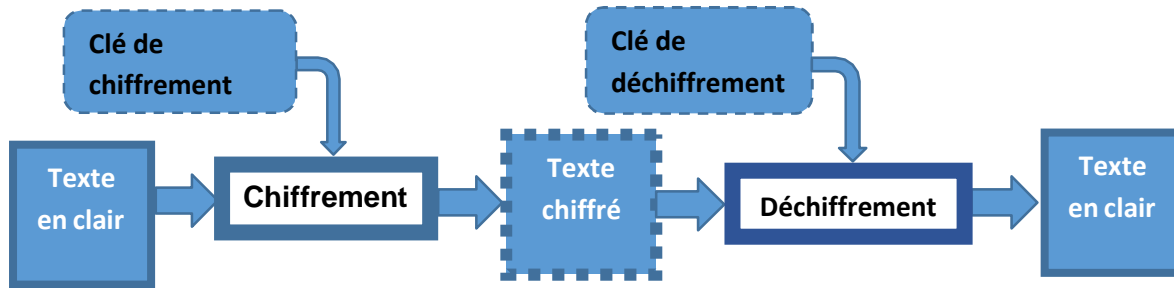 Clé de
chiffrement
Clé de
déchiffrement
Texte
en clair
Chiffrement
Texte
chiffré
Déchiffrement
Texte
en clair